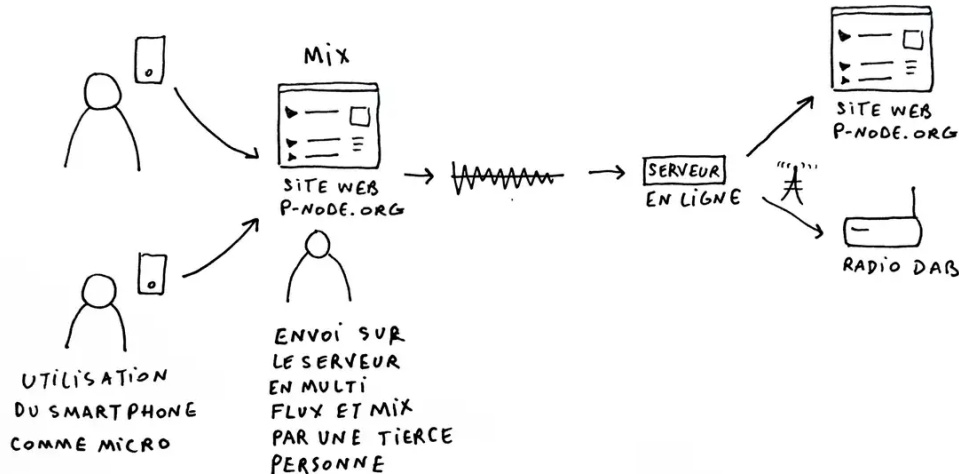 MIX
SITE WEB
P-NODE.ORG
UTILISATION
DU SMARTPHONE
COMME MICRO
ENVOI SUR
LE SERVEUR
EN MULTI
FLUX ET MIX
PAR UNE TIERCE
PERSONNE
SERVEUR
EN LIGNE
SITE WEB
P-NODE.ORG
RADIO DAB